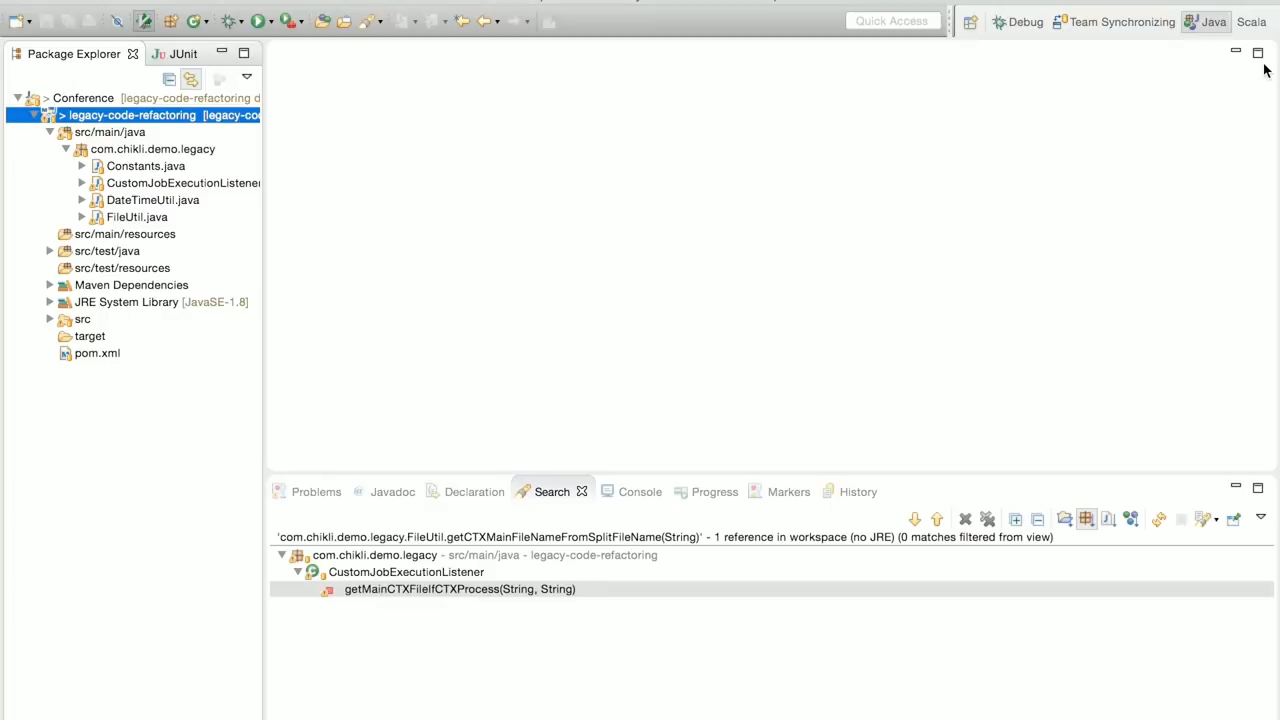 Quick Access
Debug
Team Synchronizing
Java
Scala
Package Explorer
JUnit
> Conference [legacy-code-refactoring d
> legacy-code-refactoring [legacy-co
src/main/java
com.chikli.demo.legacy
Constants.java
CustomJobExecutionListener
DateTimeUtil.java
FileUtil.java
src/main/resources
src/test/java
src/test/resources
Maven Dependencies
JRE System Library [JavaSE-1.8]
src
target
pom.xml
Problems
Javadoc
Declaration
Search
Console
Progress
Markers
History
'com.chikli.demo.legacy.FileUtil.getCTXMainFileNameFromSplitFileName(String)' - 1 reference in workspace (no JRE) (0 matches filtered from view)
com.chikli.demo.legacy - src/main/java - legacy-code-refactoring
CustomJobExecutionListener
getMainCTXFileIfCTXProcess(String, String)